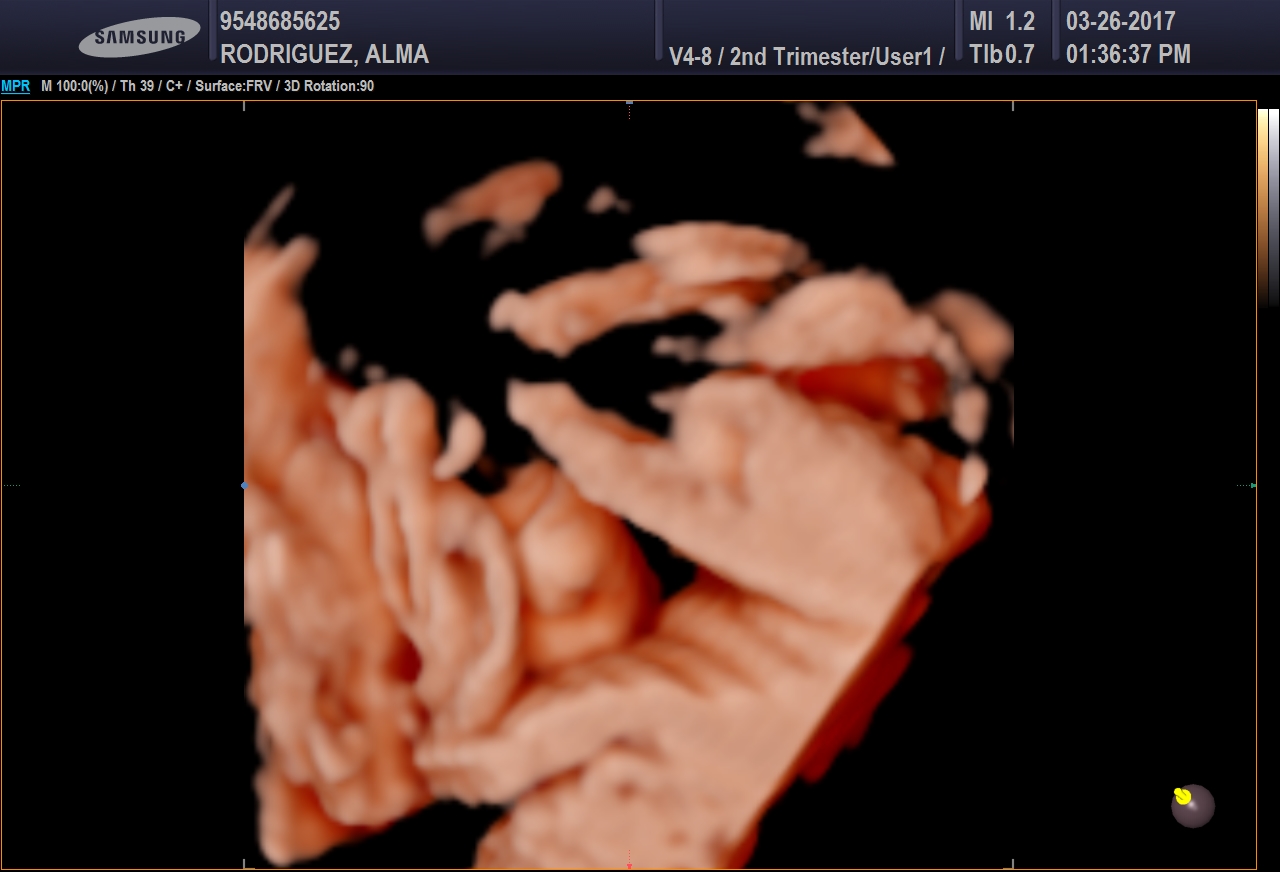 SAMSUNG
9548685625
RODRIGUEZ, ALMA
V4-8 / 2nd Trimester/User1 /
MI 1.2
TIb 0.7
03-26-2017
01:36:37 PM
MPR M 100:0(%) / Th 39 / C+ / Surface:FRV / 3D Rotation:90